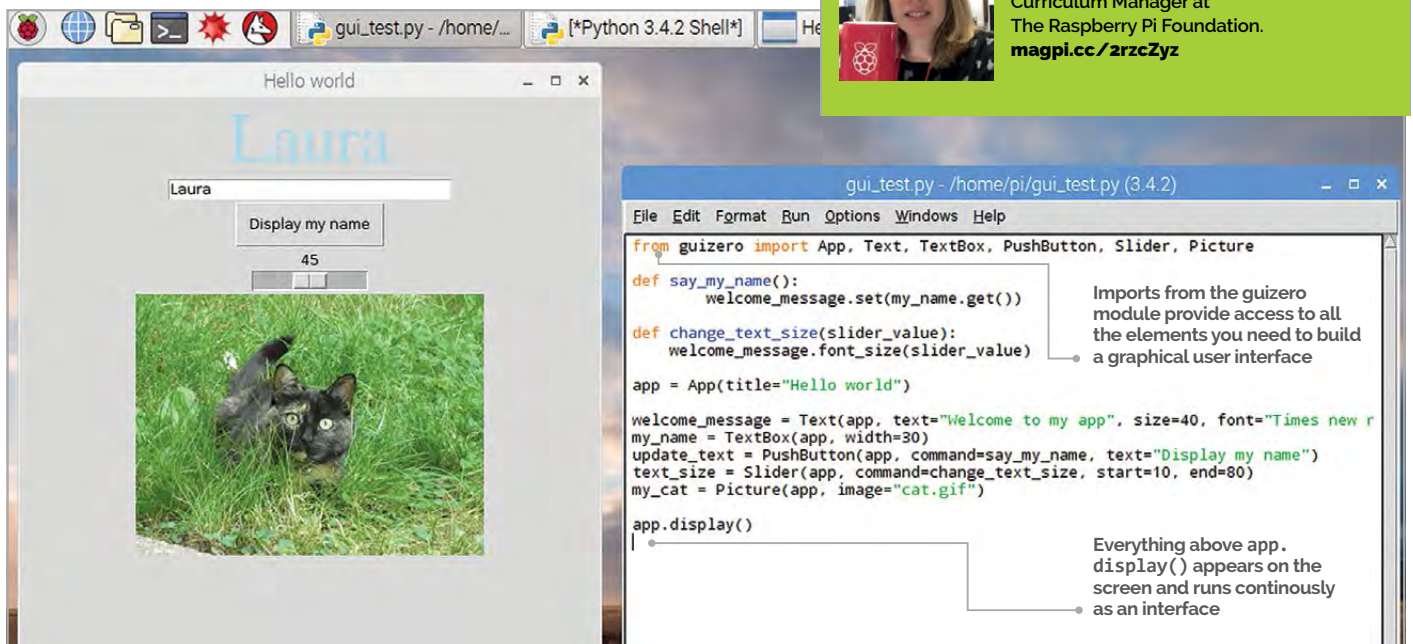 gui_test.py - /home/...
[*Python 3.4.2 Shell*]
He
Curriculum Manager at
The Raspberry Pi Foundation.
magpi.cc/2rzcZyz
Hello world
Laura
Laura
Display my name
45
gui_test.py - /home/pi/gui_test.py (3.4.2)
File Edit Format Run Options Windows Help
from guizero import App, Text, TextBox, PushButton, Slider, Picture
def say_my_name():
welcome_message.set(my_name.get())
def change_text_size(slider_value):
welcome_message.font_size(slider_value)
app = App(title="Hello world")
welcome_message = Text(app, text="Welcome to my app", size=40, font="Times new r
my_name = TextBox(app, width=30)
update_text = PushButton(app, command=say_my_name, text="Display my name")
text_size = Slider(app, command=change_text_size, start=10, end=80)
my_cat = Picture(app, image="cat.gif")
app.display()
Imports from the guizero
module provide access to all
the elements you need to build
a graphical user interface
Everything above app.
display() appears on the
screen and runs continously
as an interface